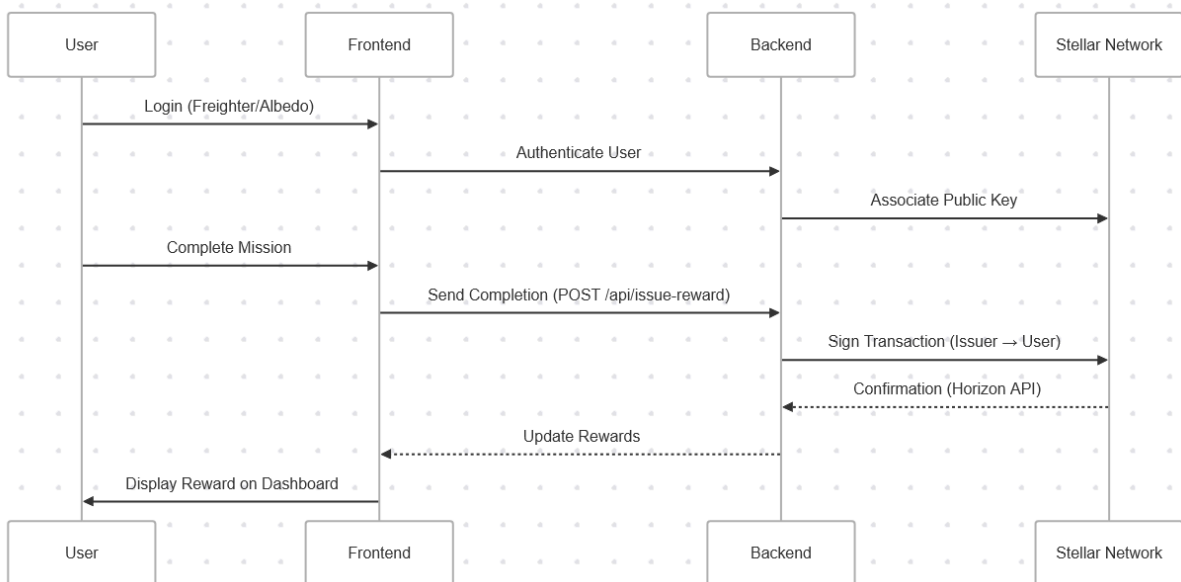 User
Frontend
Backend
Stellar Network
Login (Freighter/Albedo)
Authenticate User
Associate Public Key
Complete Mission
Send Completion (POST /api/issue-reward)
Sign Transaction (Issuer → User)
Confirmation (Horizon API)
Update Rewards
Display Reward on Dashboard
User
Frontend
Backend
Stellar Network